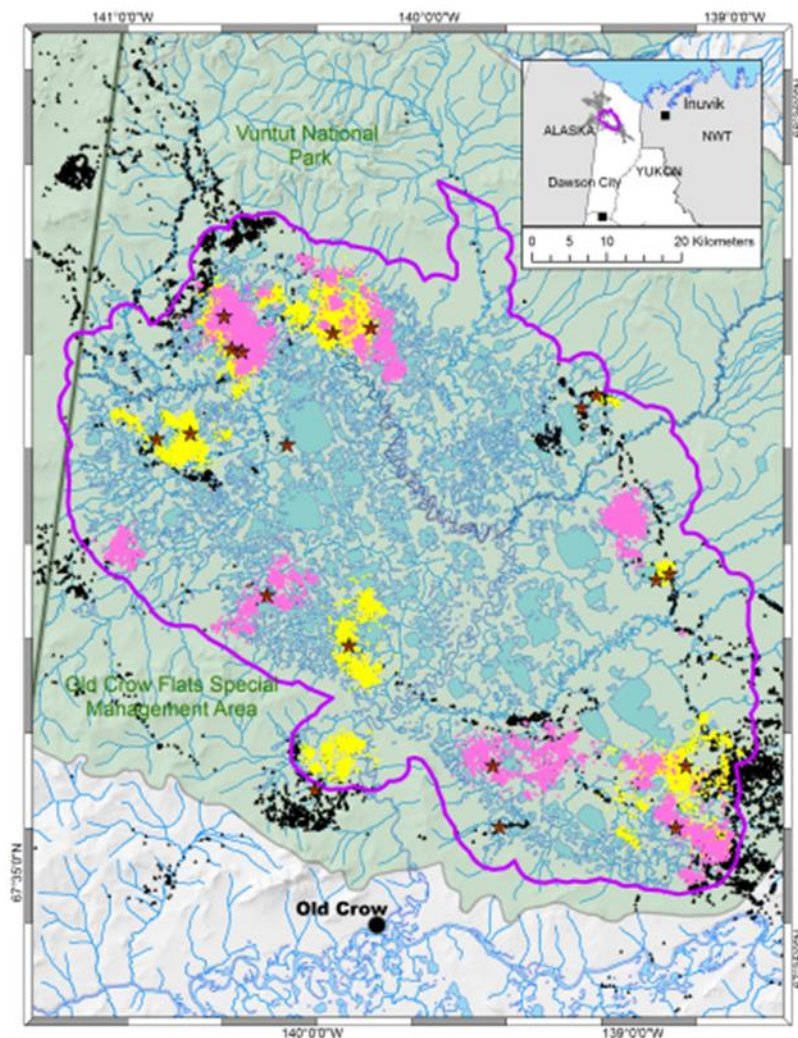 141°0'0"W
140°0'0"W
139°0'0"W
Vuntut National
Park
Inuvik
ALASKA
NWT
YUKON
Dawson City
0 5 10 20 Kilometers
Old Crow Flats Special
Management Area
67°35'0"N
Old Crow
140°0'0"W
139°0'0"W